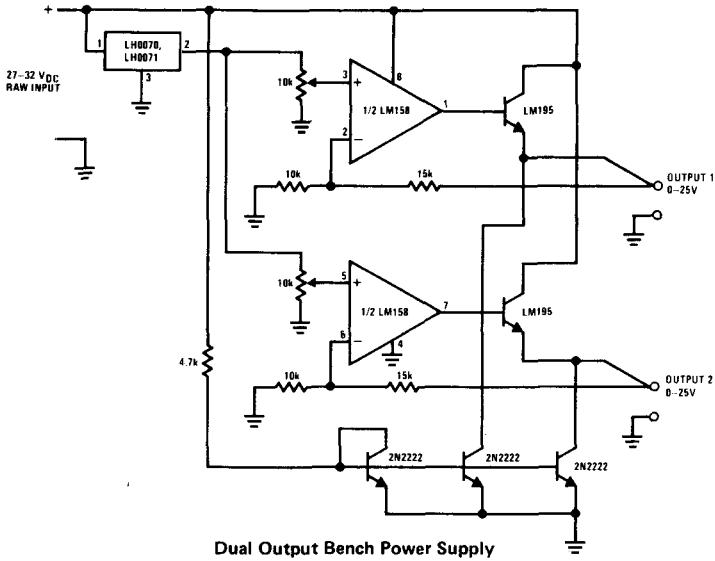 +
1
LH0070,
LH0071
2
3
27–32 VDC
RAW INPUT
10k
3
+
8
1/2 LM158
1
2
−
LM195
10k
15k
OUTPUT 1
0–25V
10k
5
+
1/2 LM158
7
6
−
4
LM195
4.7k
10k
15k
OUTPUT 2
0–25V
2N2222
2N2222
2N2222
Dual Output Bench Power Supply